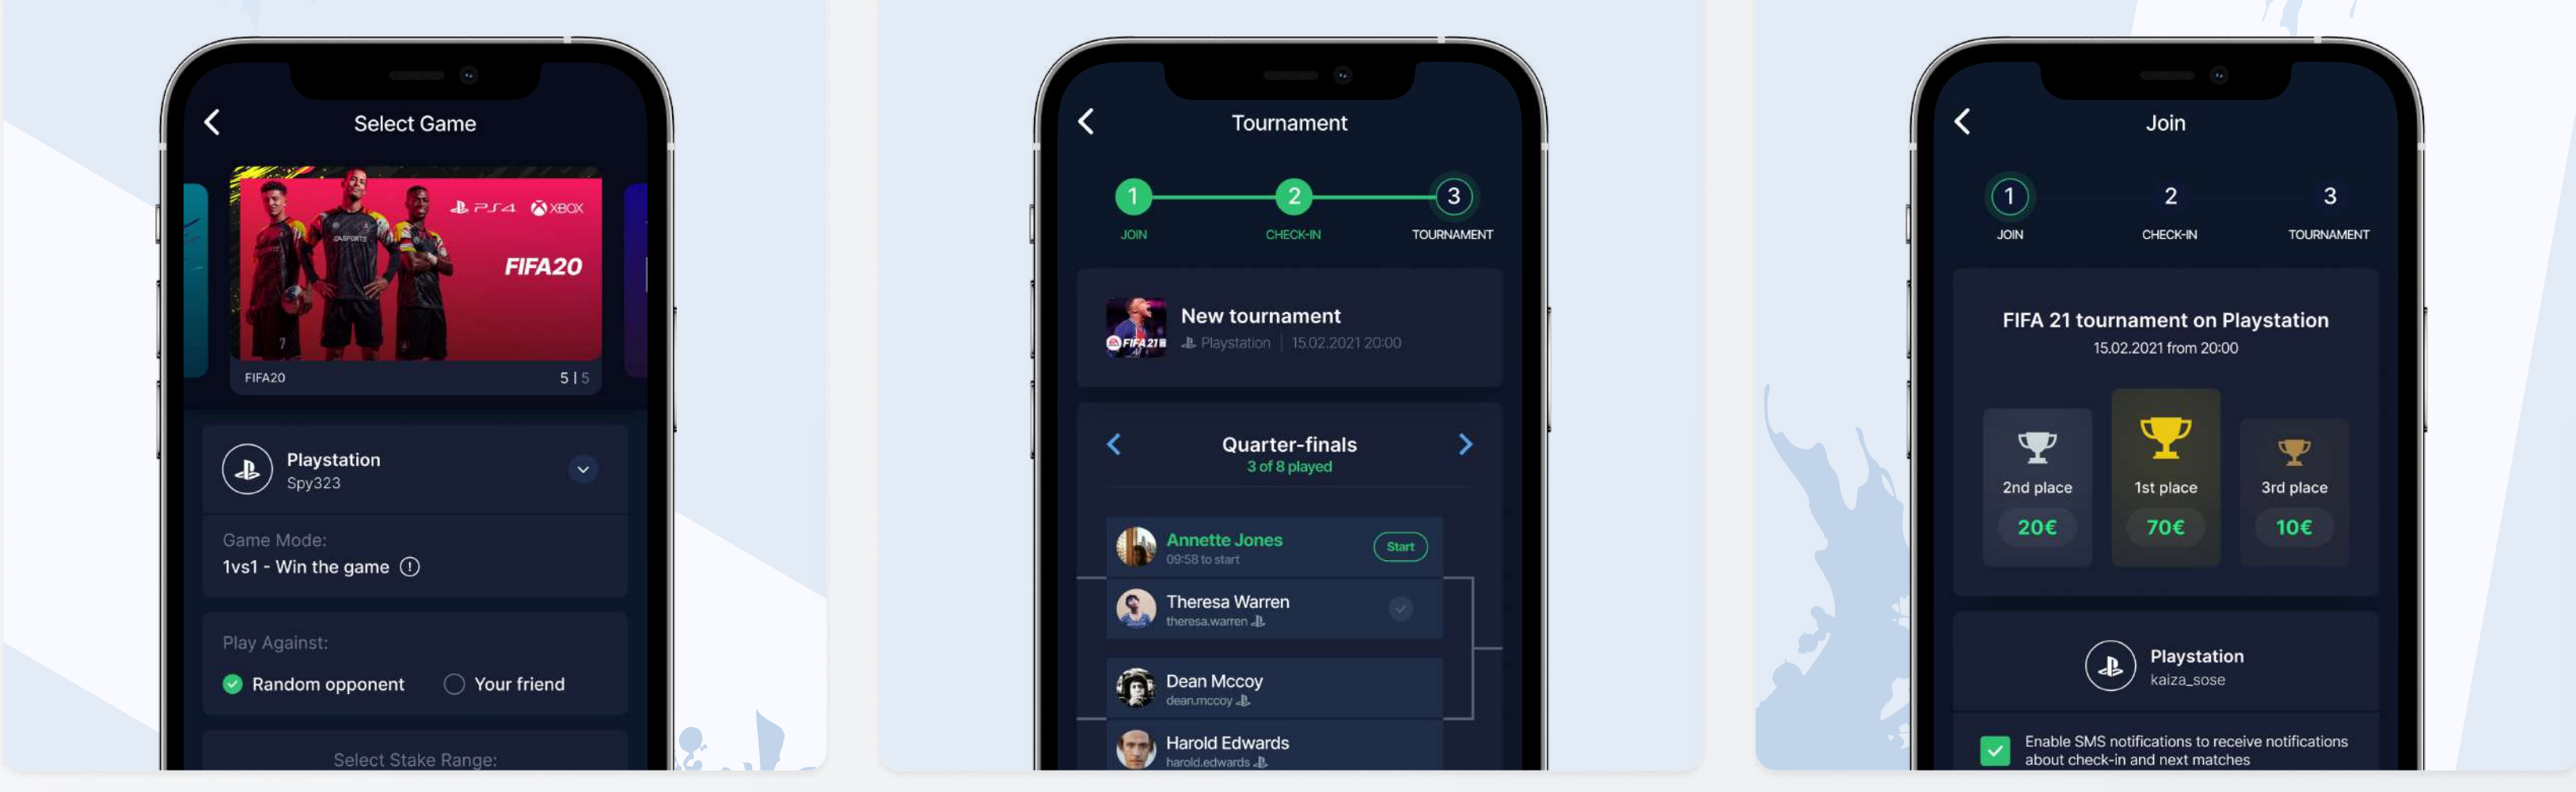 Select Game
PS4 XBOX
EA SPORTS
FIFA20
7
FIFA20
5 | 5
Playstation
Spy323
Game Mode:
1vs1 - Win the game
Play Against:
Random opponent
Your friend
Select Stake Range:
Tournament
1
2
3
JOIN
CHECK-IN
TOURNAMENT
New tournament
FIFA 21
Playstation | 15.02.2021 20:00
Quarter-finals
3 of 8 played
Annette Jones
09:58 to start
Start
Theresa Warren
theresa.warren
Dean Mccoy
dean.mccoy
Harold Edwards
harold.edwards
Join
1
2
3
JOIN
CHECK-IN
TOURNAMENT
FIFA 21 tournament on Playstation
15.02.2021 from 20:00
2nd place
20€
1st place
70€
3rd place
10€
Playstation
kaiza_sose
Enable SMS notifications to receive notifications
about check-in and next matches